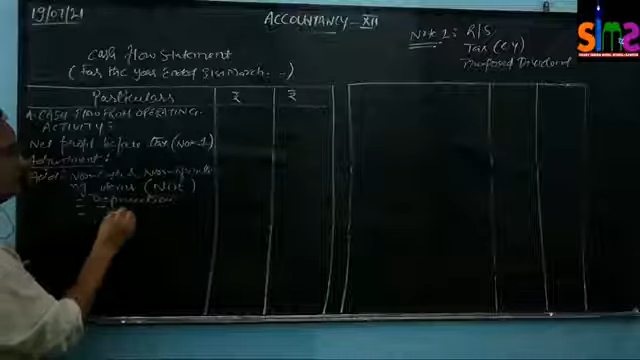 19/07/21
ACCOUNTANCY - XII
Note 1: R/S
Tax (CY)
Proposed Dividend
Cash flow Statement
(for the year ended 31st March...)
Particulars ₹ ₹
A. CASH FLOW FROM OPERATING
ACTIVITY:
Net profit before tax (Note 1)
Adjustment:
Add: Non cash & Non operating
items
- Depreciation
SIMS